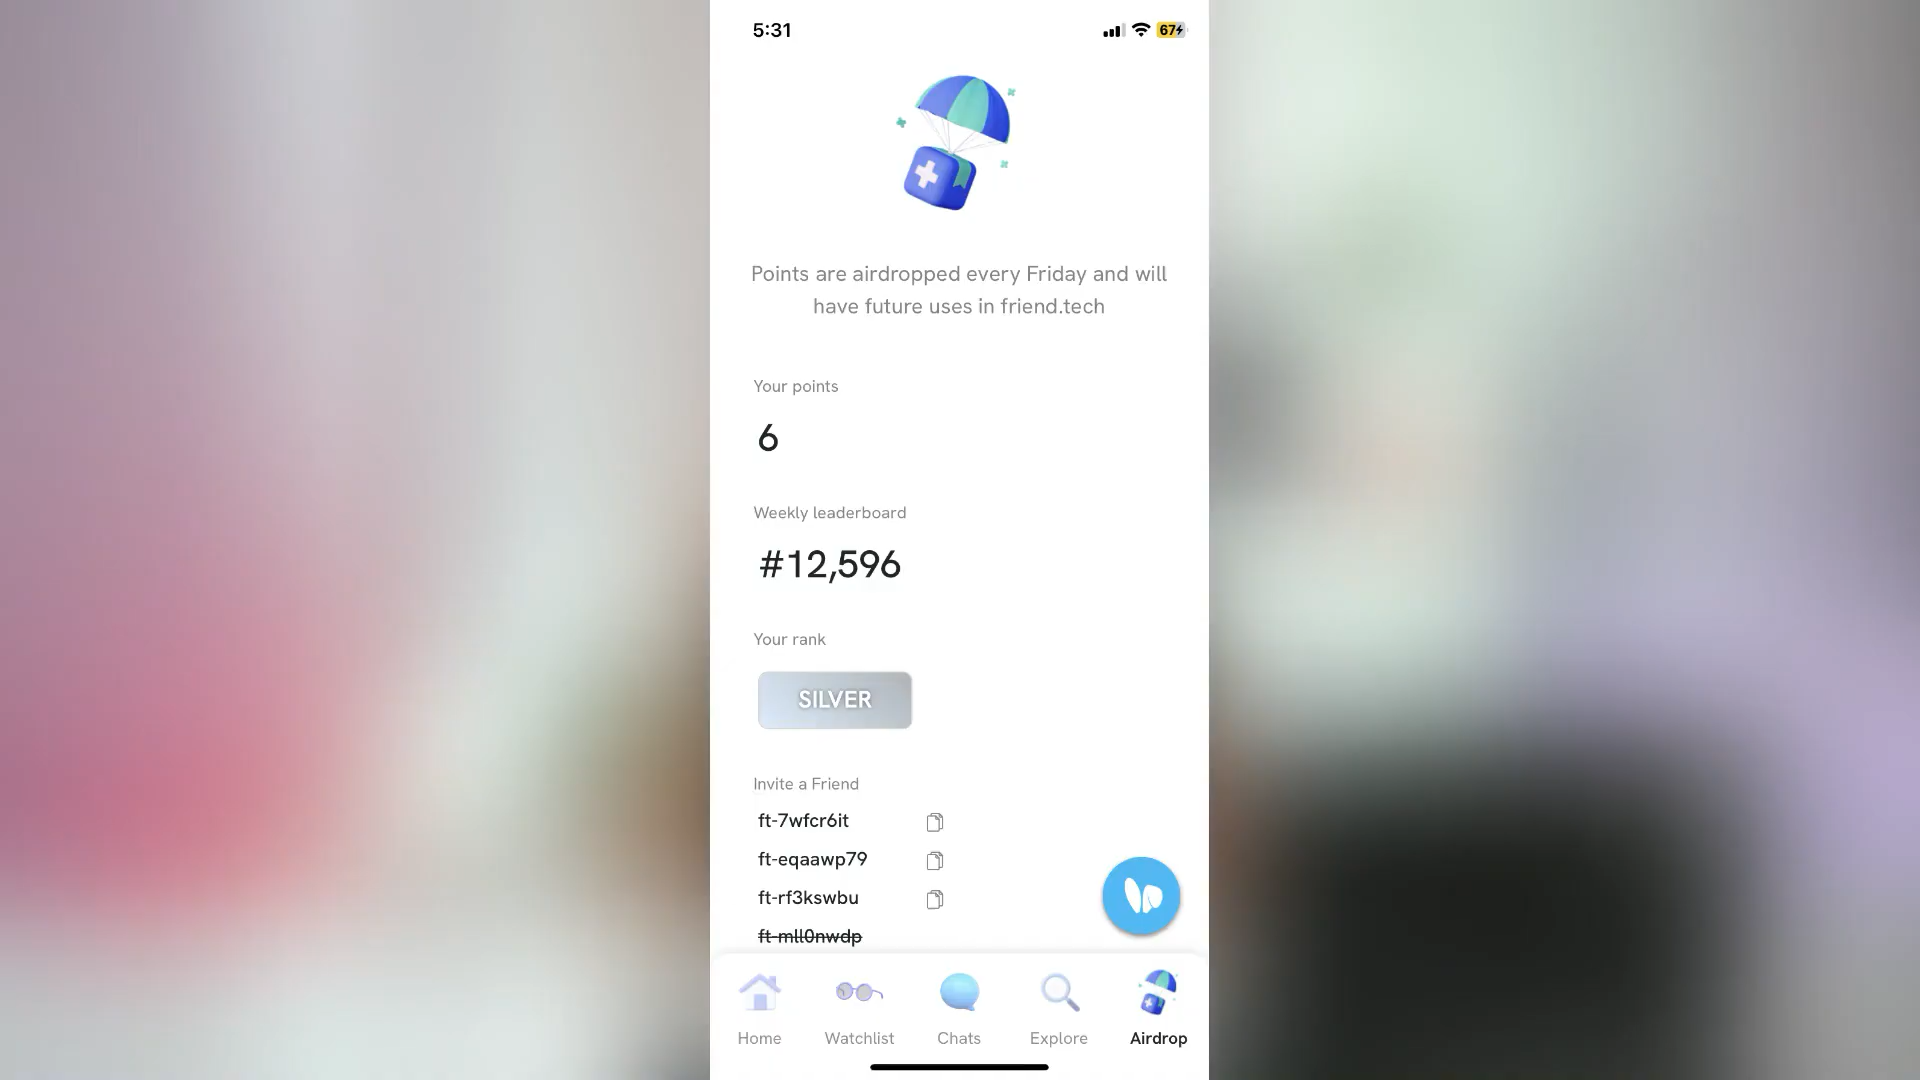 5:31
67
Points are airdropped every Friday and will
have future uses in friend.tech
Your points
6
Weekly leaderboard
#12,596
Your rank
SILVER
Invite a Friend
ft-7wfcr6it
ft-eqaawp79
ft-rf3kswbu
ft-mll0nwdp
Home
Watchlist
Chats
Explore
Airdrop